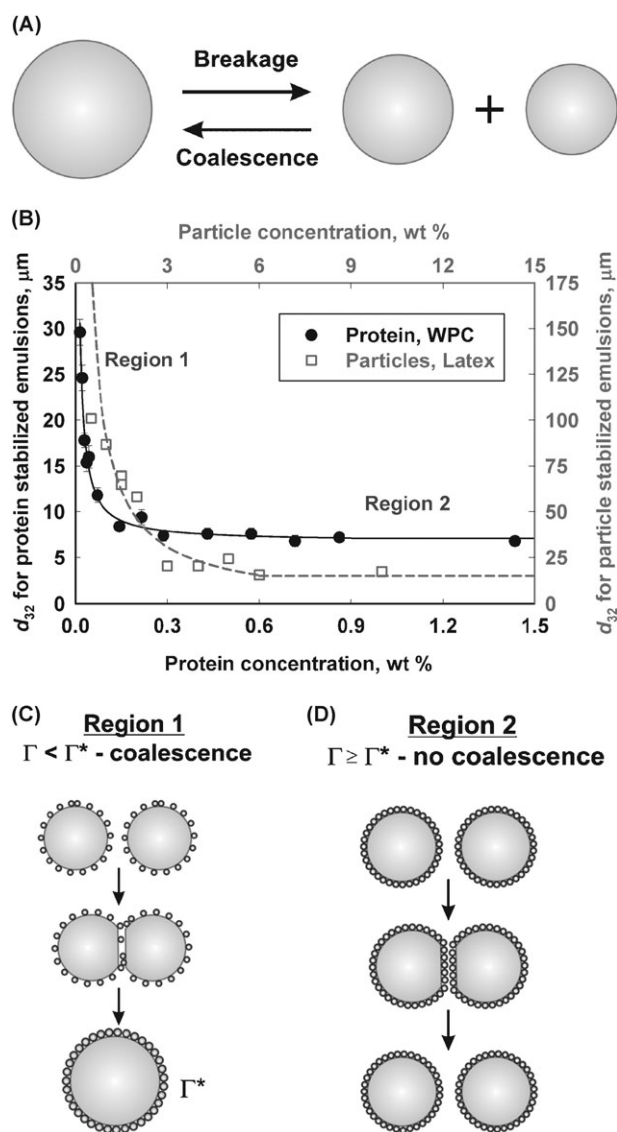 (A)
Breakage
Coalescence
+
(B)
Particle concentration, wt %
0 3 6 9 12 15
d32 for protein stabilized emulsions, μm
35
30
25
20
15
10
5
0
Protein, WPC
Particles, Latex
Region 1
Region 2
175
150
125
100
75
50
25
0
d32 for particle stabilized emulsions, μm
0.0 0.3 0.6 0.9 1.2 1.5
Protein concentration, wt %
(C)
Region 1
Γ < Γ* - coalescence
Γ*
(D)
Region 2
Γ ≥ Γ* - no coalescence